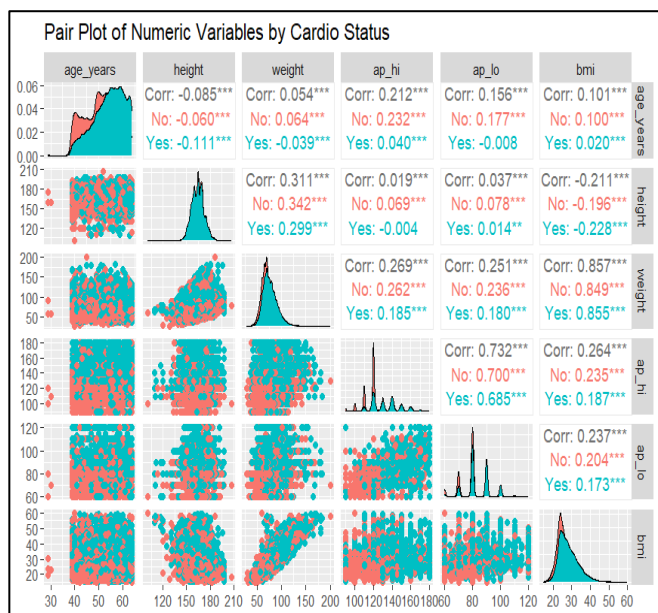 Pair Plot of Numeric Variables by Cardio Status
age_years height weight ap_hi ap_lo bmi
0.06
0.04
0.02
0.00
Corr: -0.085*** Corr: 0.054*** Corr: 0.212*** Corr: 0.156*** Corr: 0.101***
No: -0.060*** No: 0.064*** No: 0.232*** No: 0.177*** No: 0.100***
Yes: -0.111*** Yes: -0.039*** Yes: 0.040*** Yes: -0.008 Yes: 0.020***
age_years
210
180
150
120
Corr: 0.311*** Corr: 0.019*** Corr: 0.037*** Corr: -0.211***
No: 0.342*** No: 0.069*** No: 0.078*** No: -0.196***
Yes: 0.299*** Yes: -0.004 Yes: 0.014** Yes: -0.228***
height
200
150
100
50
Corr: 0.269*** Corr: 0.251*** Corr: 0.857***
No: 0.262*** No: 0.236*** No: 0.849***
Yes: 0.185*** Yes: 0.180*** Yes: 0.855***
weight
180
160
140
120
100
Corr: 0.732*** Corr: 0.264***
No: 0.700*** No: 0.235***
Yes: 0.685*** Yes: 0.187***
ap_hi
120
100
80
60
Corr: 0.237***
No: 0.204***
Yes: 0.173***
ap_lo
60
50
40
30
20
bmi
30 40 50 60 120 150 180 210 50 100 150 200 100 120 140 160 180 60 80 100 120 20 30 40 50 60